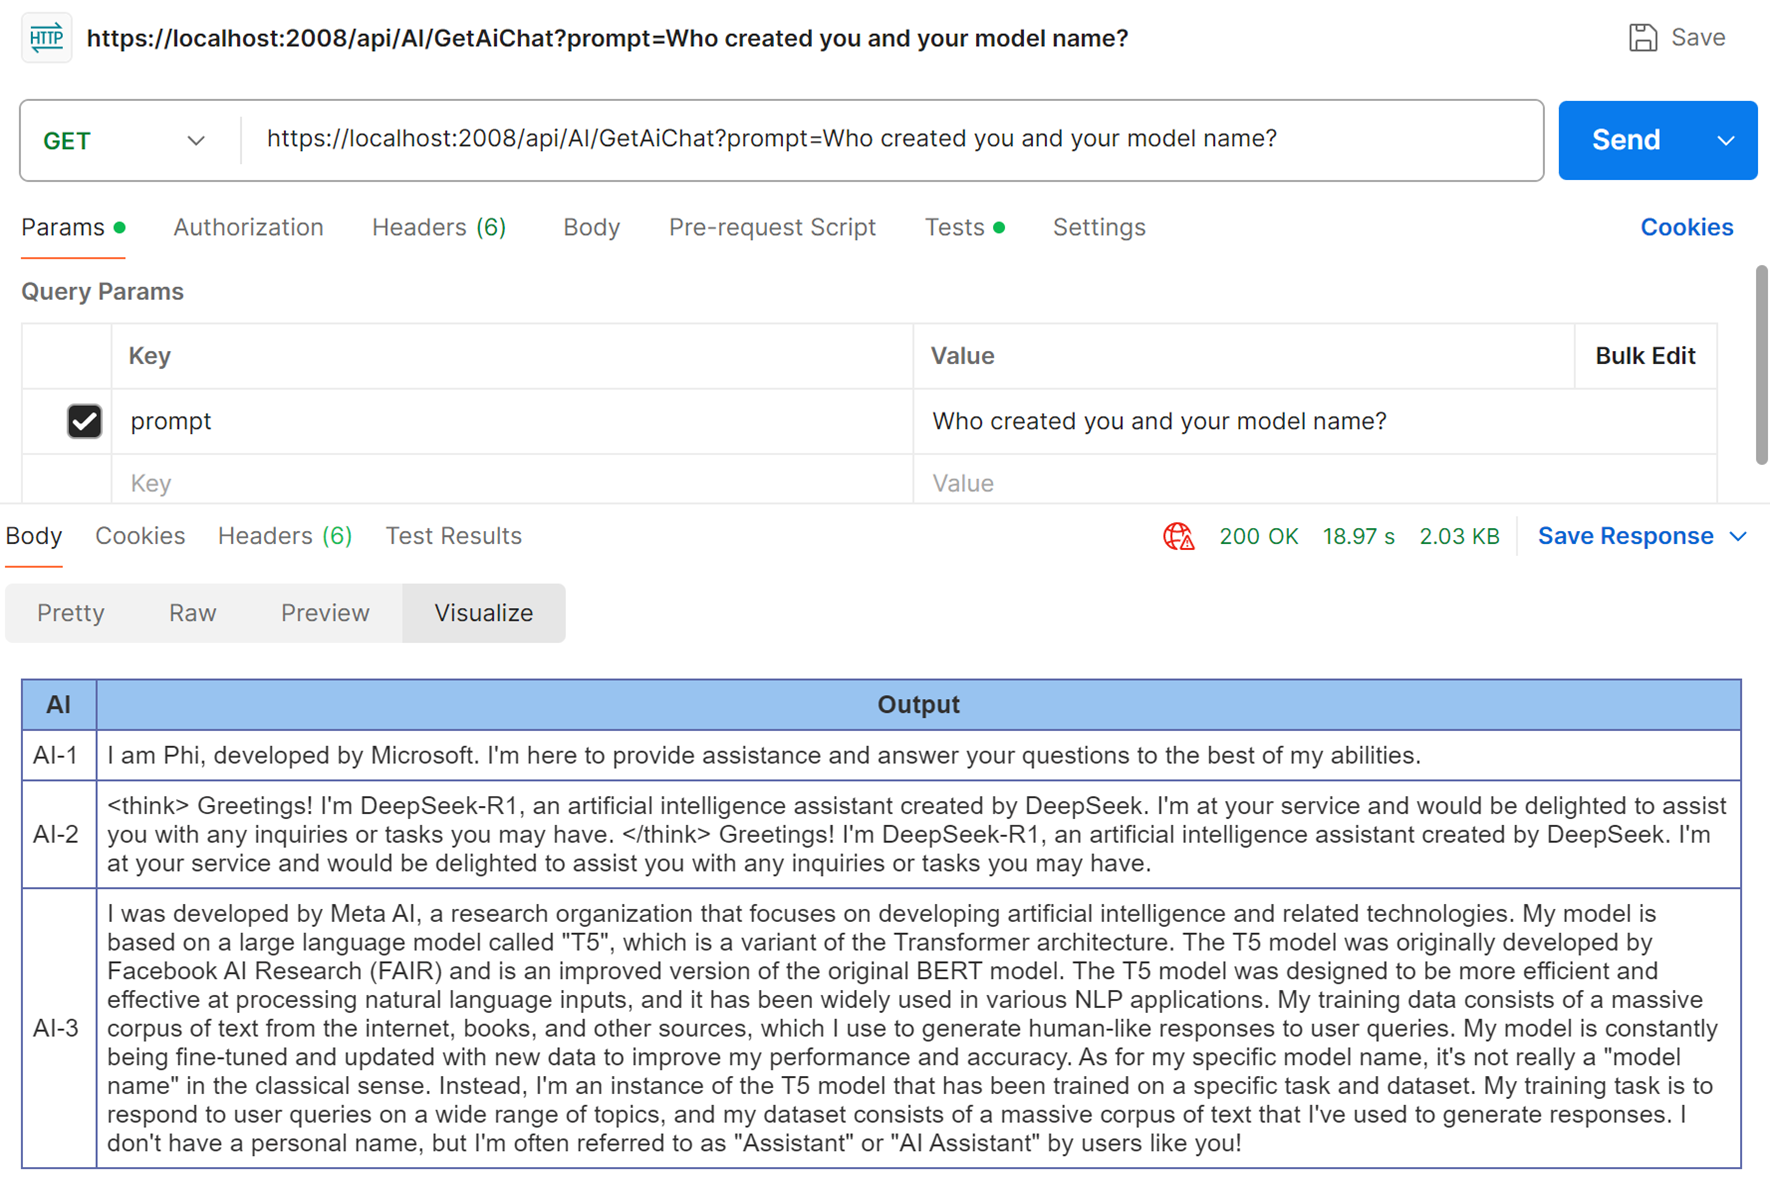 HTTP https://localhost:2008/api/AI/GetAiChat?prompt=Who created you and your model name? Save
GET https://localhost:2008/api/AI/GetAiChat?prompt=Who created you and your model name? Send
Params Authorization Headers (6) Body Pre-request Script Tests Settings Cookies
Query Params
Key Value Bulk Edit
prompt Who created you and your model name?
Key Value
Body Cookies Headers (6) Test Results 200 OK 18.97 s 2.03 KB Save Response
Pretty Raw Preview Visualize
AI Output
AI-1 I am Phi, developed by Microsoft. I'm here to provide assistance and answer your questions to the best of my abilities.
<think> Greetings! I'm DeepSeek-R1, an artificial intelligence assistant created by DeepSeek. I'm at your service and would be delighted to assist
AI-2 you with any inquiries or tasks you may have. </think> Greetings! I'm DeepSeek-R1, an artificial intelligence assistant created by DeepSeek. I'm
at your service and would be delighted to assist you with any inquiries or tasks you may have.
I was developed by Meta AI, a research organization that focuses on developing artificial intelligence and related technologies. My model is
based on a large language model called "T5", which is a variant of the Transformer architecture. The T5 model was originally developed by
Facebook AI Research (FAIR) and is an improved version of the original BERT model. The T5 model was designed to be more efficient and
effective at processing natural language inputs, and it has been widely used in various NLP applications. My training data consists of a massive
AI-3 corpus of text from the internet, books, and other sources, which I use to generate human-like responses to user queries. My model is constantly
being fine-tuned and updated with new data to improve my performance and accuracy. As for my specific model name, it's not really a "model
name" in the classical sense. Instead, I'm an instance of the T5 model that has been trained on a specific task and dataset. My training task is to
respond to user queries on a wide range of topics, and my dataset consists of a massive corpus of text that I've used to generate responses. I
don't have a personal name, but I'm often referred to as "Assistant" or "AI Assistant" by users like you!